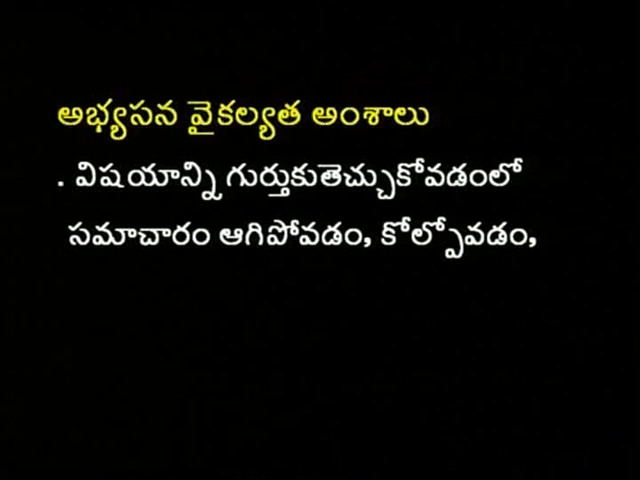 అభ్యసన వైకల్యత అంశాలు
. విషయాన్ని గుర్తుకుతెచ్చుకోవడంలో
సమాచారం ఆగిపోవడం, కోల్పోవడం,